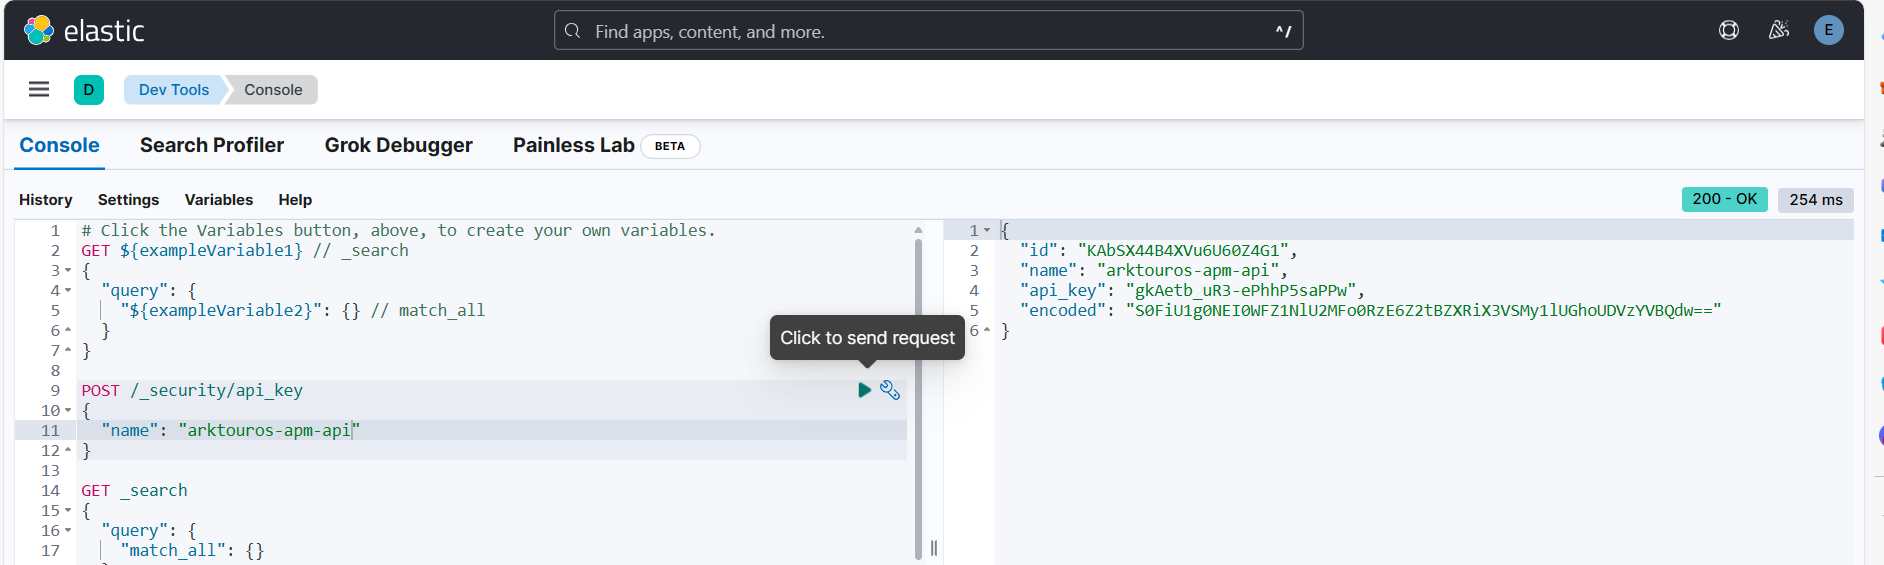 elastic
Find apps, content, and more.
^/
E
D
Dev Tools
Console
Console
Search Profiler
Grok Debugger
Painless Lab
BETA
History
Settings
Variables
Help
200 - OK
254 ms
1 # Click the Variables button, above, to create your own variables.
2 GET ${exampleVariable1} // _search
3 {
4 "query": {
5 "${exampleVariable2}": {} // match_all
6 }
7 }
8
9 POST /_security/api_key
10 {
11 "name": "arktouros-apm-api"
12 }
13
14 GET _search
15 {
16 "query": {
17 "match_all": {}
Click to send request
1 {
2 "id": "KAbSX44B4XVu6U60Z4G1",
3 "name": "arktouros-apm-api",
4 "api_key": "gkAetb_uR3-ePhhP5saPPw",
5 "encoded": "S0FiU1g0NEI0WFZ1NlU2MFo0RzE6Z2tBZXRiX3VSMy1lUGhoUDVzYVBQdw=="
6 }